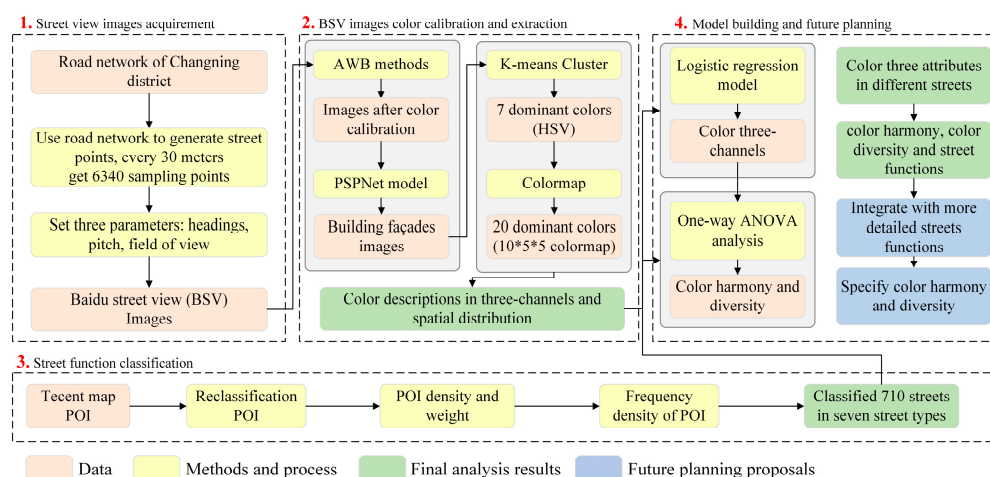 1. Street view images acquirement
Road network of Changning
district
Use road network to generate street
points, every 30 meters
get 6340 sampling points
Set three parameters: headings,
pitch, field of view
Baidu street view (BSV)
Images
2. BSV images color calibration and extraction
AWB methods
Images after color
calibration
PSPNet model
Building façades
images
K-means Cluster
7 dominant colors
(HSV)
Colormap
20 dominant colors
(10*5*5 colormap)
Color descriptions in three-channels and
spatial distribution
4. Model building and future planning
Logistic regression
model
Color three-
channels
One-way ANOVA
analysis
Color harmony and
diversity
Color three attributes
in different streets
color harmony, color
diversity and street
functions
Integrate with more
detailed streets
functions
Specify color harmony
and diversity
3. Street function classification
Tecent map
POI
Reclassification
POI
POI density and
weight
Frequency
density of POI
Classified 710 streets
in seven street types
Data
Methods and process
Final analysis results
Future planning proposals